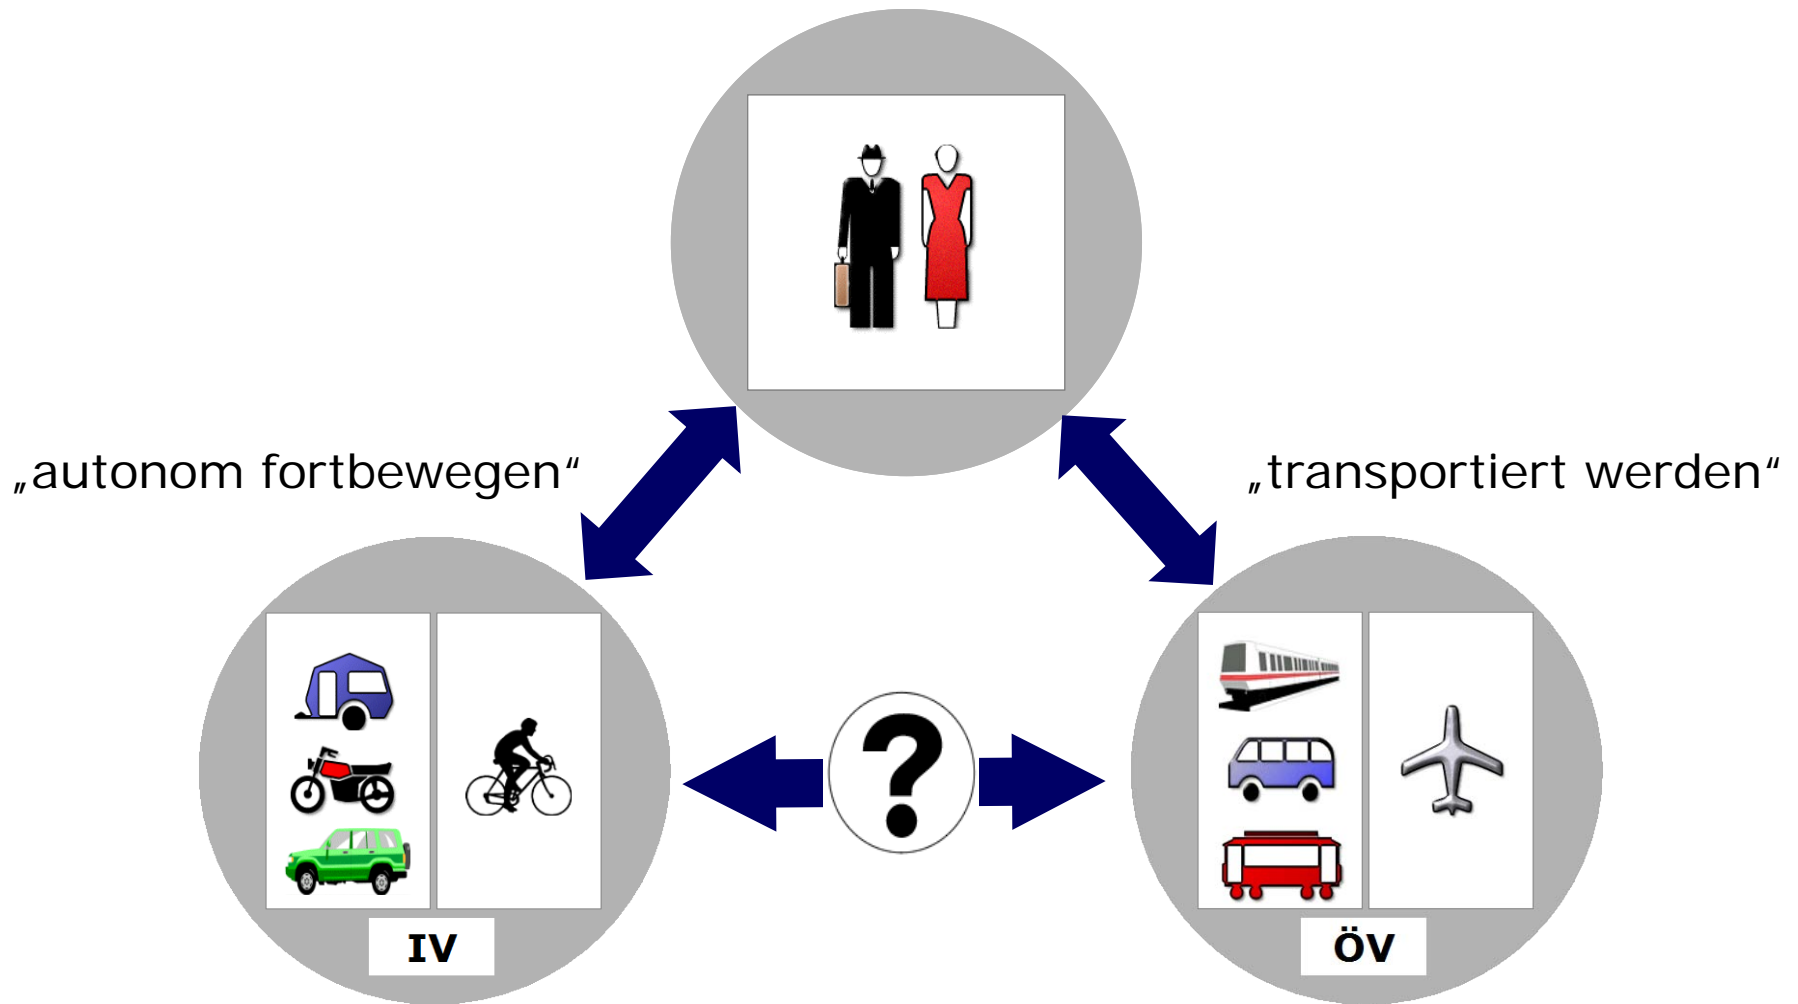 „autonom fortbewegen“
„transportiert werden“
?
IV
ÖV